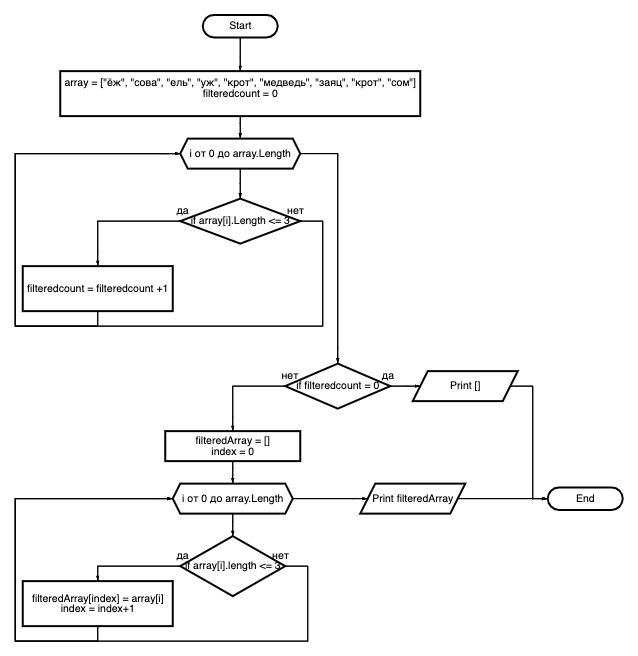 Start
array = ["ёж", "сова", "ель", "уж", "крот", "медведь", "заяц", "крот", "сом"]
filteredcount = 0
i от 0 до array.Length
да
нет
if array[i].Length <= 3
filteredcount = filteredcount +1
нет
да
if filteredcount = 0
Print []
filteredArray = []
index = 0
i от 0 до array.Length
Print filteredArray
End
да
нет
if array[i].length <= 3
filteredArray[index] = array[i]
index = index+1